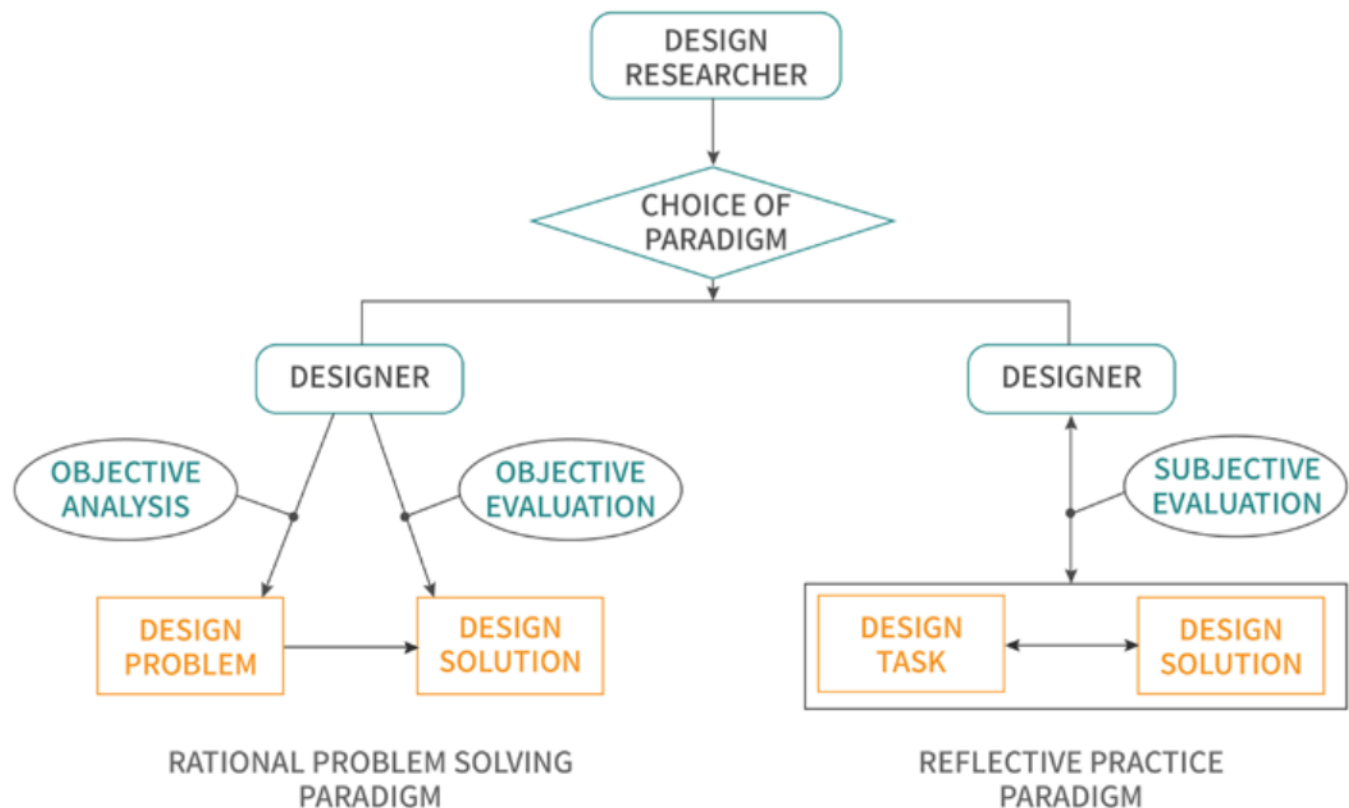 DESIGN
RESEARCHER
CHOICE OF
PARADIGM
DESIGNER
DESIGNER
OBJECTIVE
ANALYSIS
OBJECTIVE
EVALUATION
SUBJECTIVE
EVALUATION
DESIGN
PROBLEM
DESIGN
SOLUTION
DESIGN
TASK
DESIGN
SOLUTION
RATIONAL PROBLEM SOLVING
PARADIGM
REFLECTIVE PRACTICE
PARADIGM